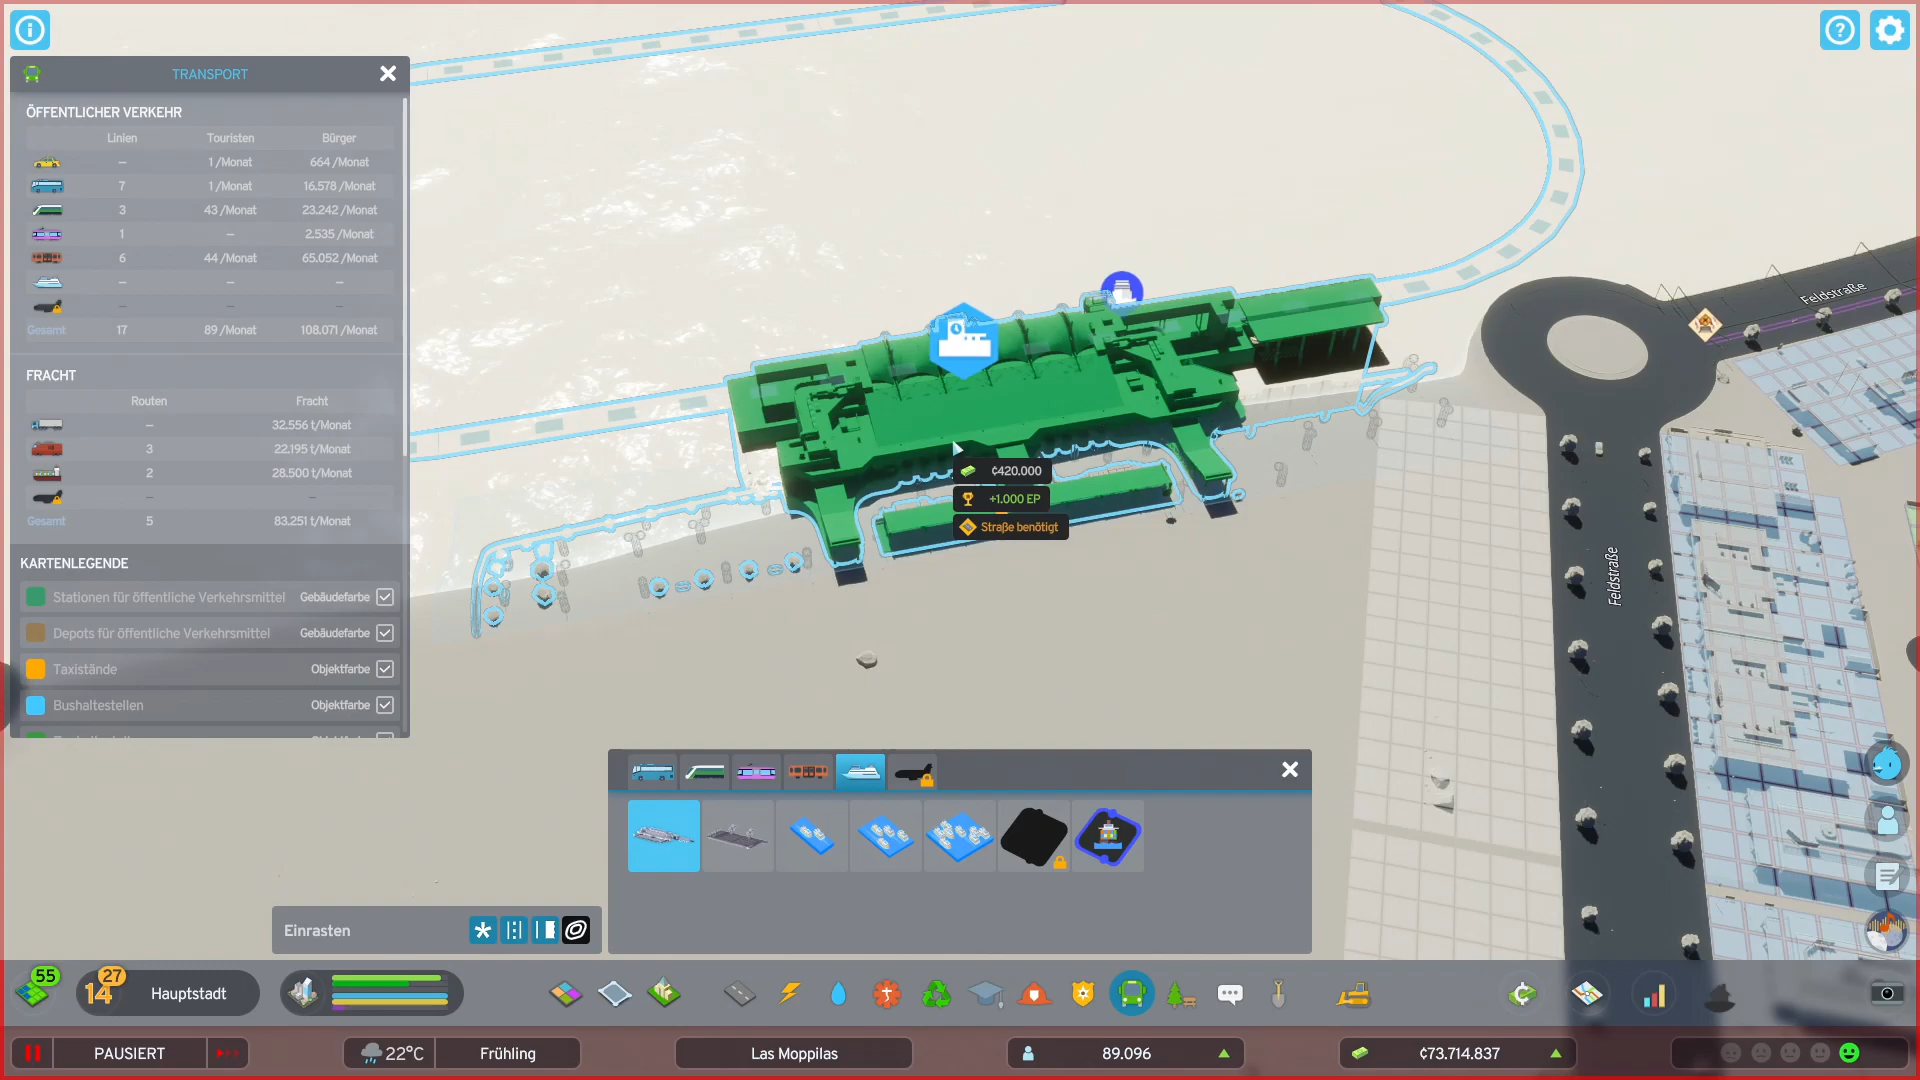 TRANSPORT
ÖFFENTLICHER VERKEHR
Linien Touristen Bürger
– 1 /Monat 664 /Monat
7 1 /Monat 16.578 /Monat
3 43 /Monat 23.242 /Monat
1 – 2.535 /Monat
6 44 /Monat 65.052 /Monat
– – –
– – –
Gesamt 17 89 /Monat 108.071 /Monat
FRACHT
Routen Fracht
– 32.556 t/Monat
3 22.195 t/Monat
2 28.500 t/Monat
– –
Gesamt 5 83.251 t/Monat
KARTENLEGENDE
Stationen für öffentliche Verkehrsmittel Gebäudefarbe
Depots für öffentliche Verkehrsmittel Gebäudefarbe
Taxistände Objektfarbe
Bushaltestellen Objektfarbe
Feldstraße
Feldstraße
¢420.000
+1.000 EP
Straße benötigt
Einrasten
55
27
14 Hauptstadt
PAUSIERT
22°C Frühling
Las Moppilas
89.096
¢73.714.837